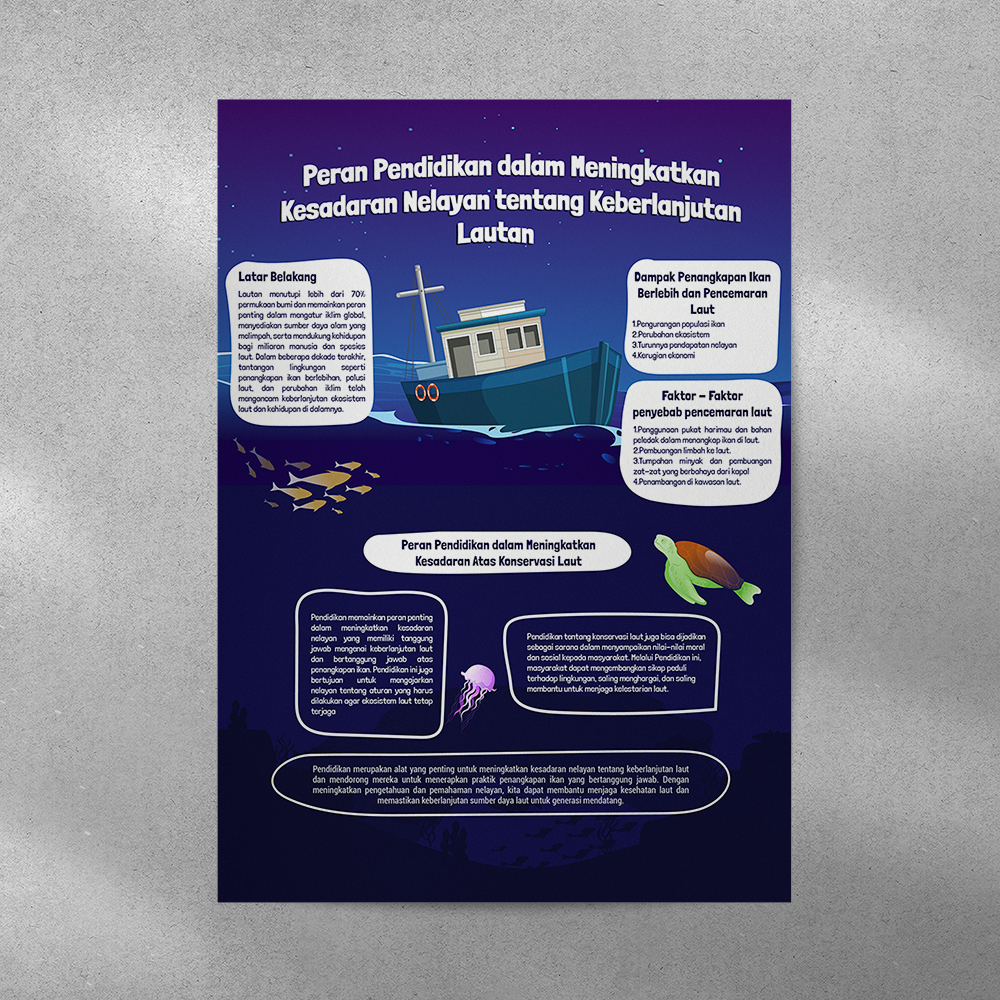 Peran Pendidikan dalam Meningkatkan
Kesadaran Nelayan tentang Keberlanjutan
Lautan
Latar Belakang
Lautan menutupi lebih dari 70%
permukaan bumi dan memainkan peran
penting dalam mengatur iklim global,
menyediakan sumber daya alam yang
melimpah, serta mendukung kehidupan
bagi miliaran manusia dan spesies
laut. Dalam beberapa dekade terakhir,
tantangan lingkungan seperti
penangkapan ikan berlebihan, polusi
laut, dan perubahan iklim telah
mengancam keberlanjutan ekosistem
laut dan kehidupan di dalamnya.
Dampak Penangkapan Ikan
Berlebih dan Pencemaran
Laut
1.Pengurangan populasi ikan
2.Perubahan ekosistem
3.Turunnya pendapatan nelayan
4.Kerugian ekonomi
Faktor - Faktor
penyebab pencemaran laut
1.Penggunaan pukat harimau dan bahan
peledak dalam menangkap ikan di laut.
2.Pembuangan limbah ke laut.
3.Tumpahan minyak dan pembuangan
zat-zat yang berbahaya dari kapal
4.Penambangan di kawasan laut.
Peran Pendidikan dalam Meningkatkan
Kesadaran Atas Konservasi Laut
Pendidikan memainkan peran penting
dalam meningkatkan kesadaran
nelayan yang memiliki tanggung
jawab mengenai keberlanjutan laut
dan bertanggung jawab atas
penangkapan ikan. Pendidikan ini juga
bertujuan untuk mengajarkan
nelayan tentang aturan yang harus
dilakukan agar ekosistem laut tetap
terjaga
Pendidikan tentang konservasi laut juga bisa dijadikan
sebagai sarana dalam menyampaikan nilai-nilai moral
dan sosial kepada masyarakat. Melalui Pendidikan ini,
masyarakat dapat mengembangkan sikap peduli
terhadap lingkungan, saling menghargai, dan saling
membantu untuk menjaga kelestarian laut.
Pendidikan merupakan alat yang penting untuk meningkatkan kesadaran nelayan tentang keberlanjutan laut
dan mendorong mereka untuk menerapkan praktik penangkapan ikan yang bertanggung jawab. Dengan
meningkatkan pengetahuan dan pemahaman nelayan, kita dapat membantu menjaga kesehatan laut dan
memastikan keberlanjutan sumber daya laut untuk generasi mendatang.